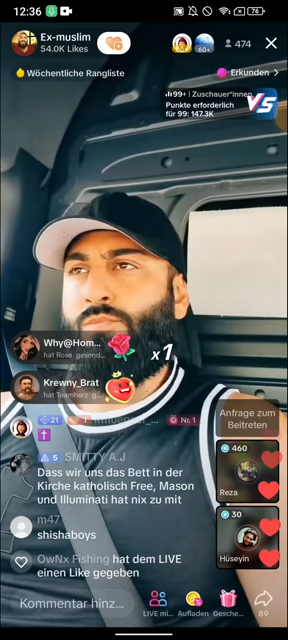 12:36
76
Ex-muslim
54.0K Likes
60+
474
Wöchentliche Rangliste
Erkunden >
99+ | Zuschauer*innen
Punkte erforderlich
für 99: 147.3K
VS
Why@Hom...
hat Rose gesend...
x1
Krewny_Brat
hat Teamherz g...
21
Nr. 1
5 SMITTY A.J
Dass wir uns das Bett in der
Kirche katholisch Free, Mason
und Illuminati hat nix zu mit
m47
shishaboys
OwNx Fishing hat dem LIVE
einen Like gegeben
Anfrage zum
Beitreten
460
Reza
30
Hüseyin
Kommentar hinz...
LIVE mi...
Aufladen
Gesche...
89